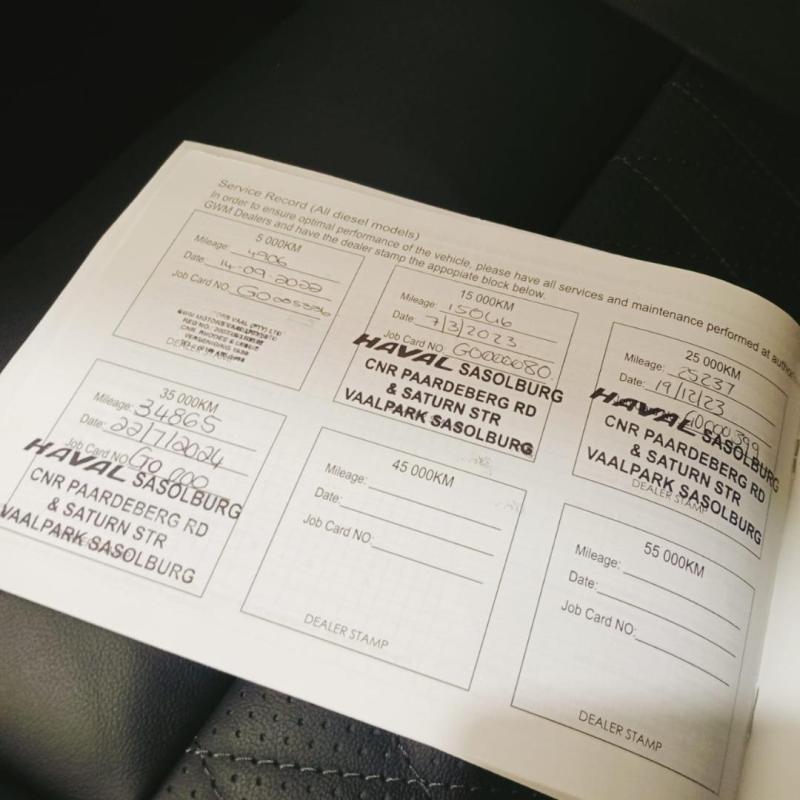 Service Record (All diesel models)
In order to ensure optimal performance of the vehicle, please have all services and maintenance performed at
GWM Dealers and have the dealer stamp the appopiate block below.
5 000KM
Mileage: 4906
Date: 14.09.2022
Job Card NO:
15 000KM
Mileage: 15046
Date: 7/3/2023
Job Card NO: GO000080
HAVAL SASOLBURG
CNR PAARDEBERG RD
& SATURN STR
VAALPARK SASOLBURG
25 000KM
Mileage: 25237
Date: 19/12/23
GO000399
HAVAL SASOLBURG
CNR PAARDEBERG RD
& SATURN STR
VAALPARK SASOLBURG
DEALER STAMP
35 000KM
Mileage: 34865
Date: 22/7/2024
Job Card NO: GO 000
HAVAL SASOLBURG
CNR PAARDEBERG RD
& SATURN STR
VAALPARK SASOLBURG
45 000KM
Mileage:
Date:
Job Card NO:
DEALER STAMP
55 000KM
Mileage:
Date:
Job Card NO:
DEALER STAMP